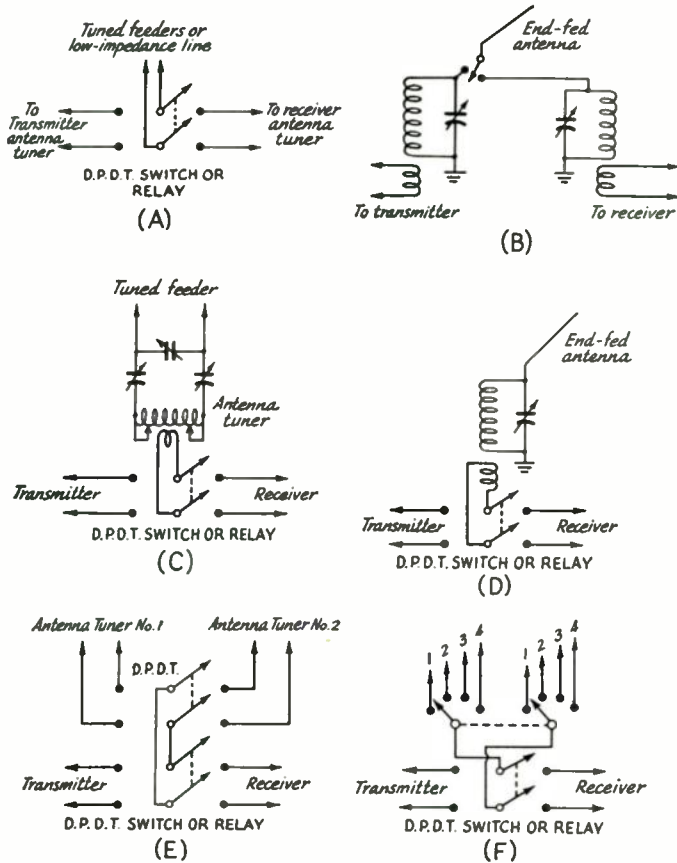 Tuned feeders or
low-impedance line
To
Transmitter
antenna
tuner
To receiver
antenna
tuner
D.P.D.T. SWITCH OR
RELAY
(A)
End-fed
antenna
To transmitter
To receiver
(B)
Tuned feeder
Antenna
tuner
Transmitter
Receiver
D.P.D.T. SWITCH OR RELAY
(C)
End-fed
antenna
Transmitter
Receiver
D.P.D.T. SWITCH OR RELAY
(D)
Antenna Tuner No.1
Antenna Tuner No.2
D.P.D.T.
Transmitter
Receiver
D.P.D.T. SWITCH OR RELAY
(E)
1 2 3 4 1 2 3 4
Transmitter
Receiver
D.P.D.T. SWITCH OR RELAY
(F)